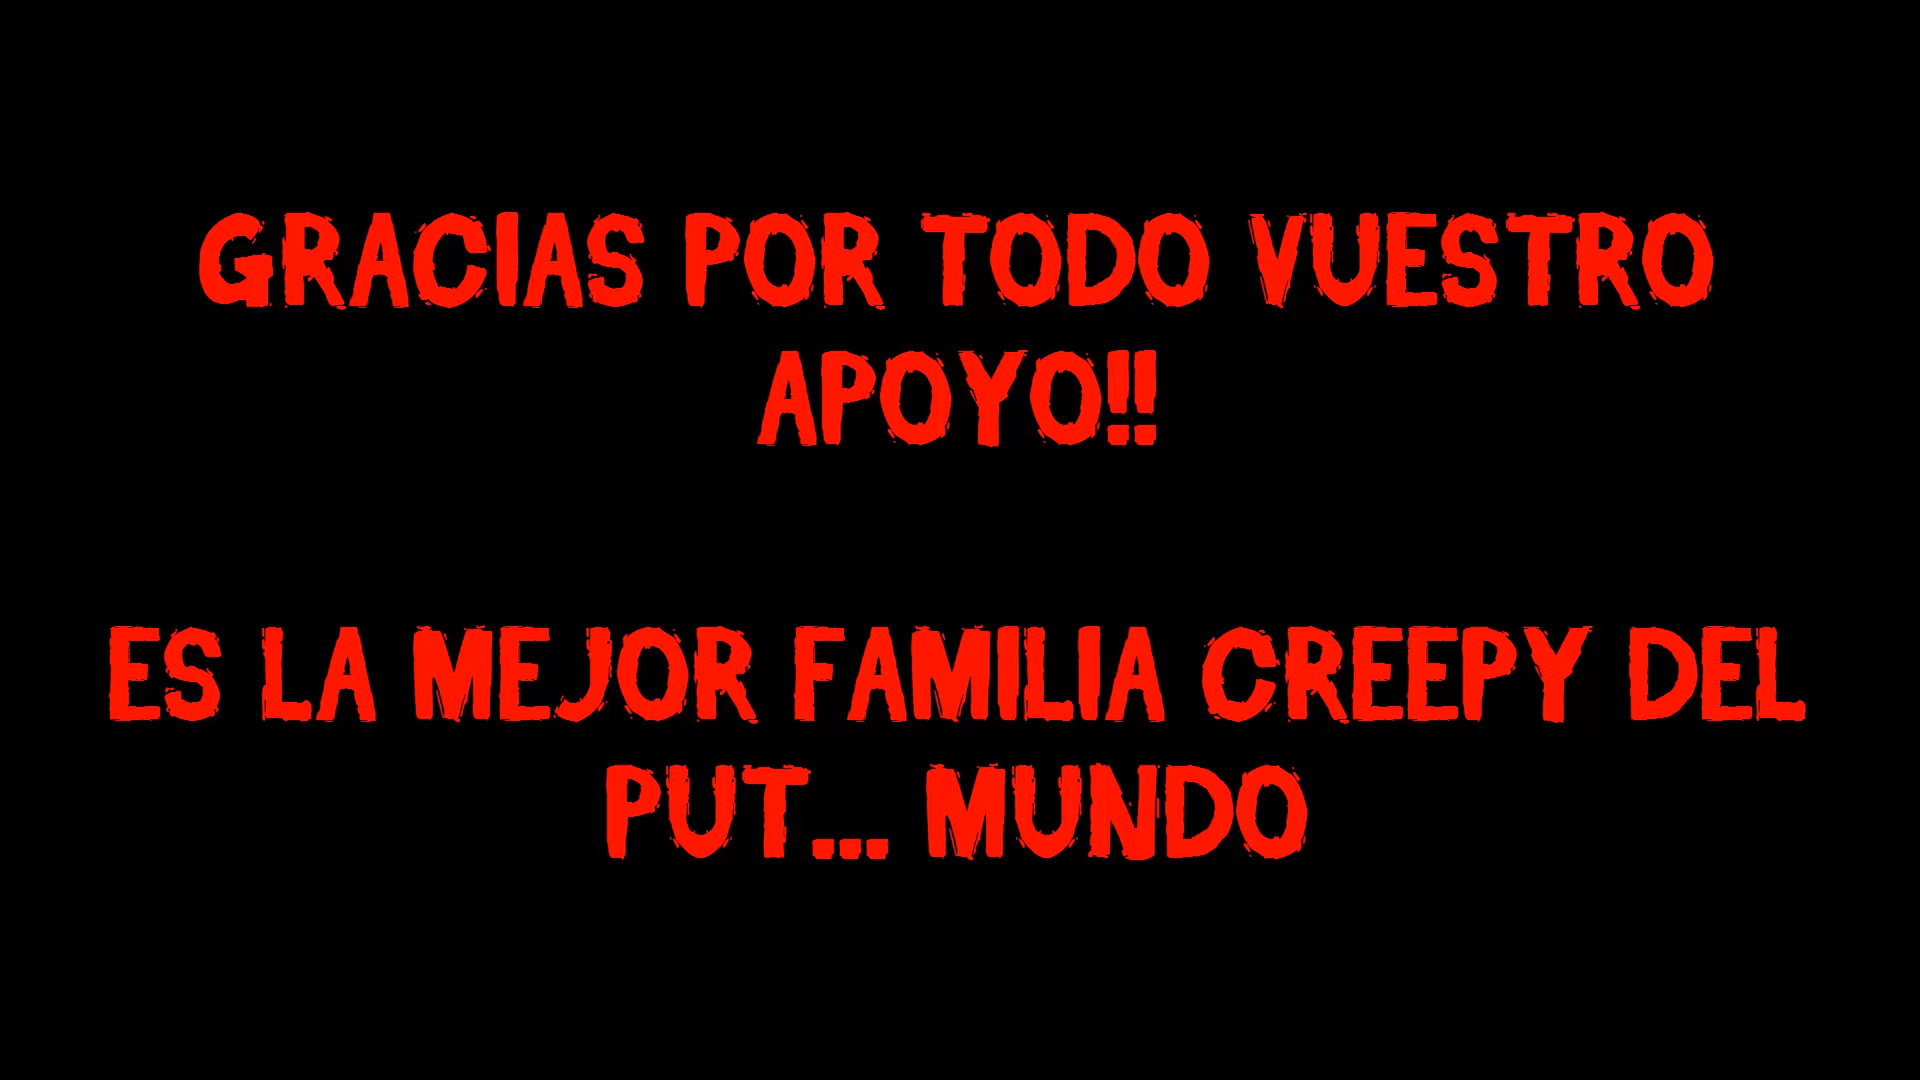 GRACIAS POR TODO VUESTRO
APOYO!!
ES LA MEJOR FAMILIA CREEPY DEL
PUT... MUNDO